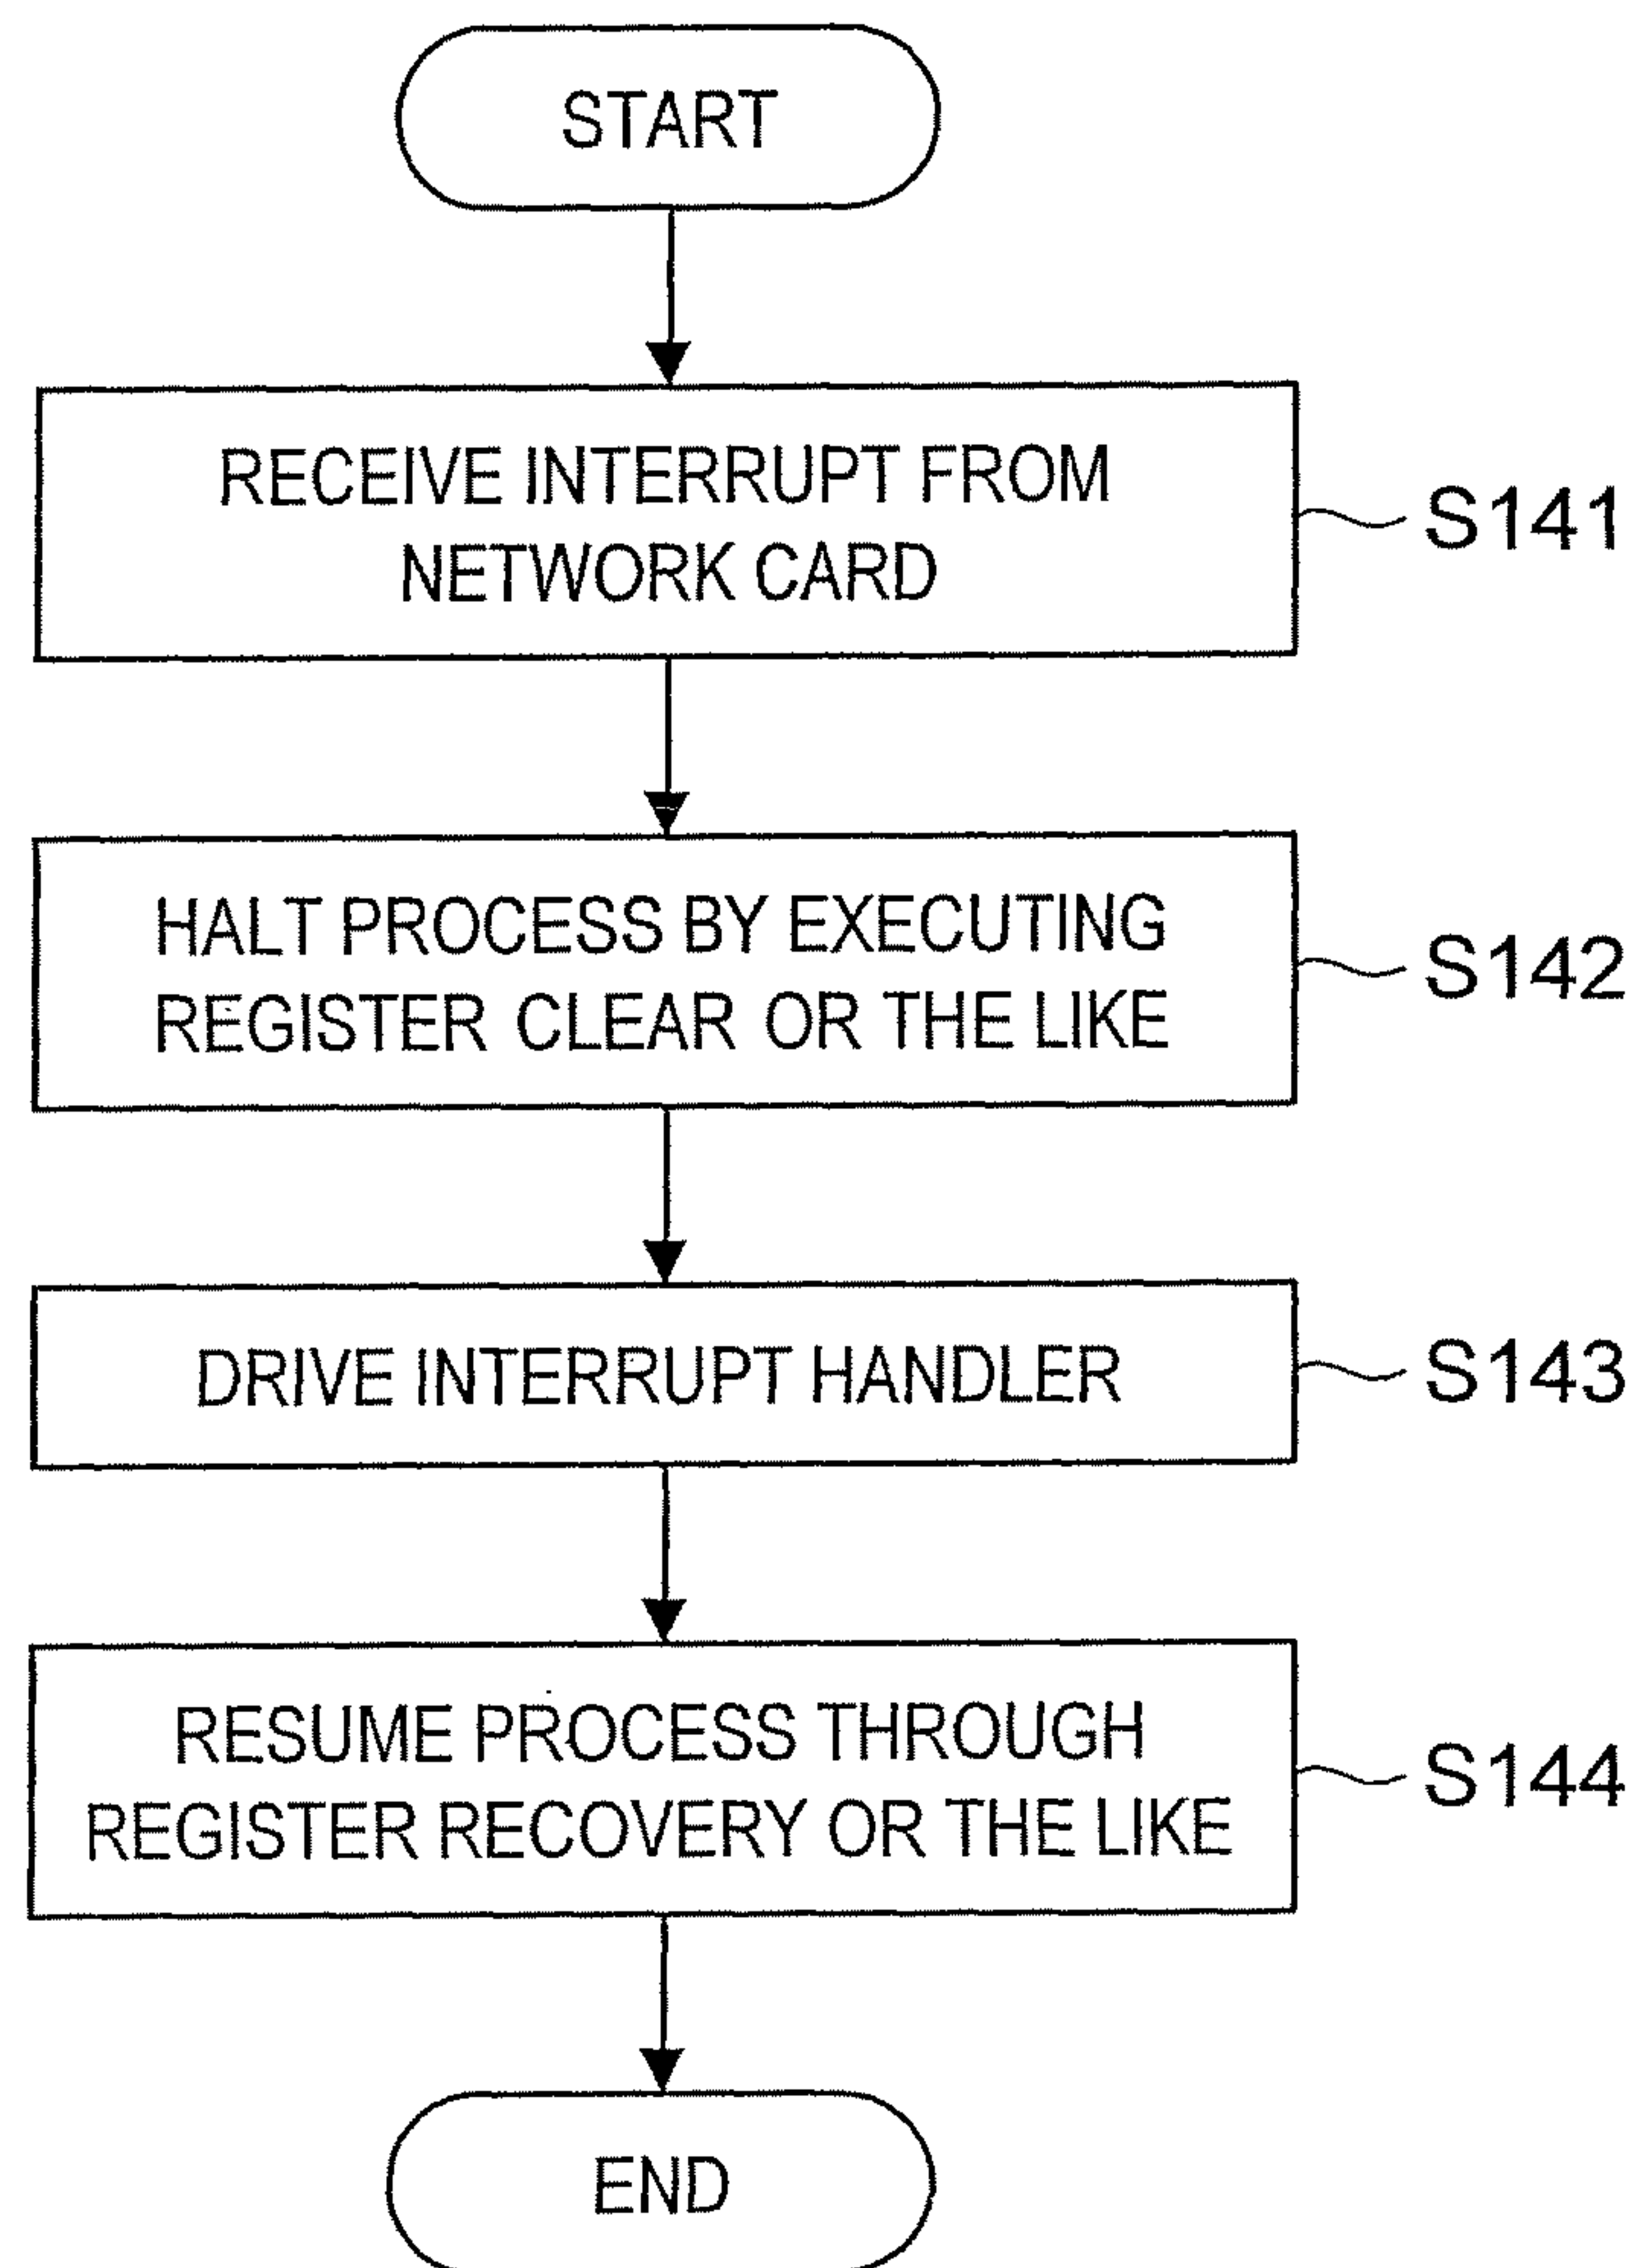 START
RECEIVE INTERRUPT FROM
NETWORK CARD
S141
HALT PROCESS BY EXECUTING
REGISTER CLEAR OR THE LIKE
S142
DRIVE INTERRUPT HANDLER
S143
RESUME PROCESS THROUGH
REGISTER RECOVERY OR THE LIKE
S144
END